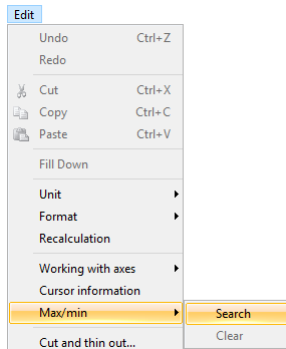 Edit
Undo Ctrl+Z
Redo
Cut Ctrl+X
Copy Ctrl+C
Paste Ctrl+V
Fill Down
Unit
Format
Recalculation
Working with axes
Cursor information
Max/min Search
Clear
Cut and thin out...